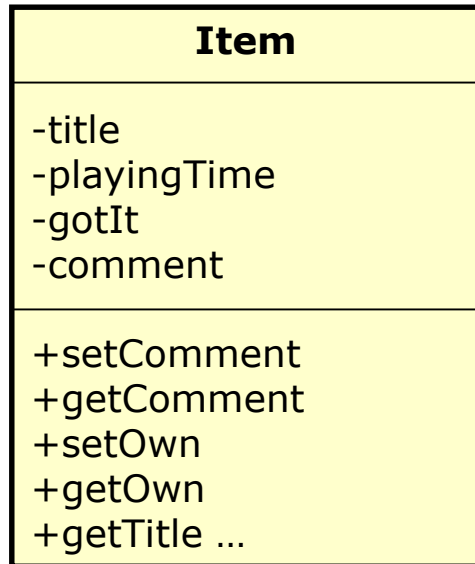 Item
-title
-playingTime
-gotIt
-comment
+setComment
+getComment
+setOwn
+getOwn
+getTitle …